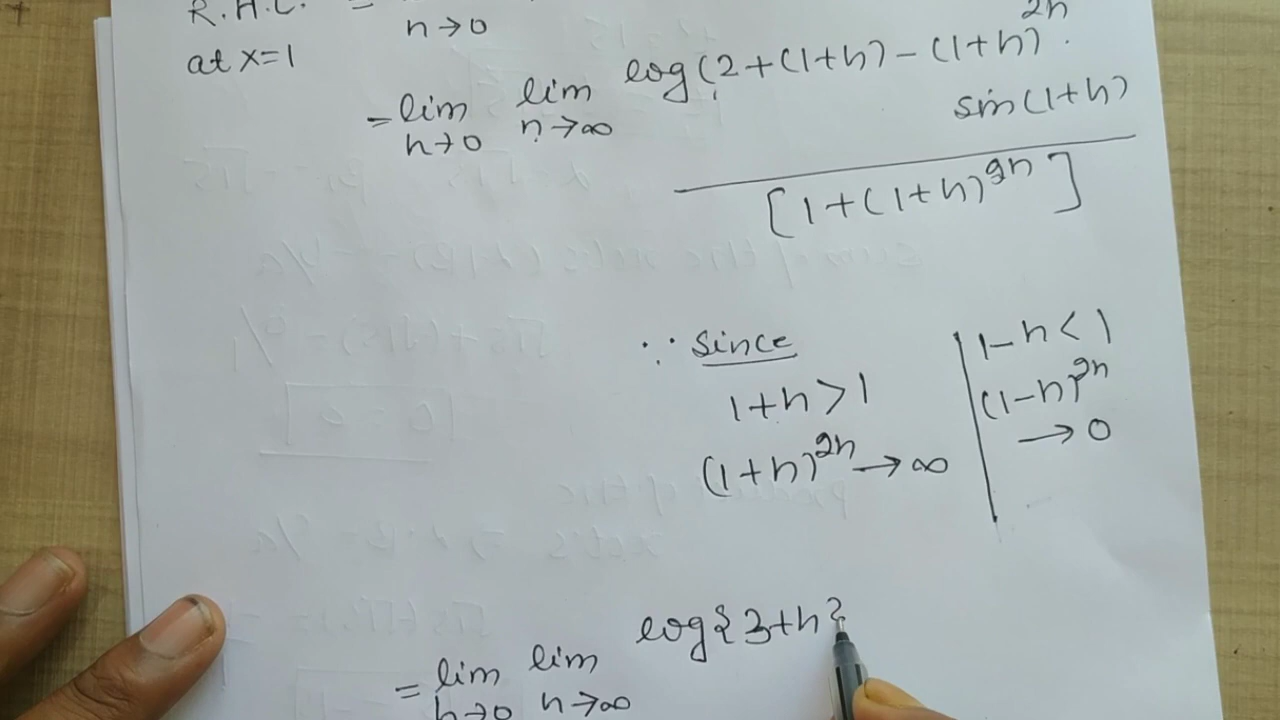 R.H.L. =
n→0
at x=1
= lim lim log(2+(1+h)-(1+h)^2n.
h→0 n→∞ sin(1+h)
[1+(1+h)^2n]
∵ Since
1+h>1
(1+h)^2n→∞
1-h<1
(1-h)^2n
→0
= lim lim log{3+h}
h→0 n→∞